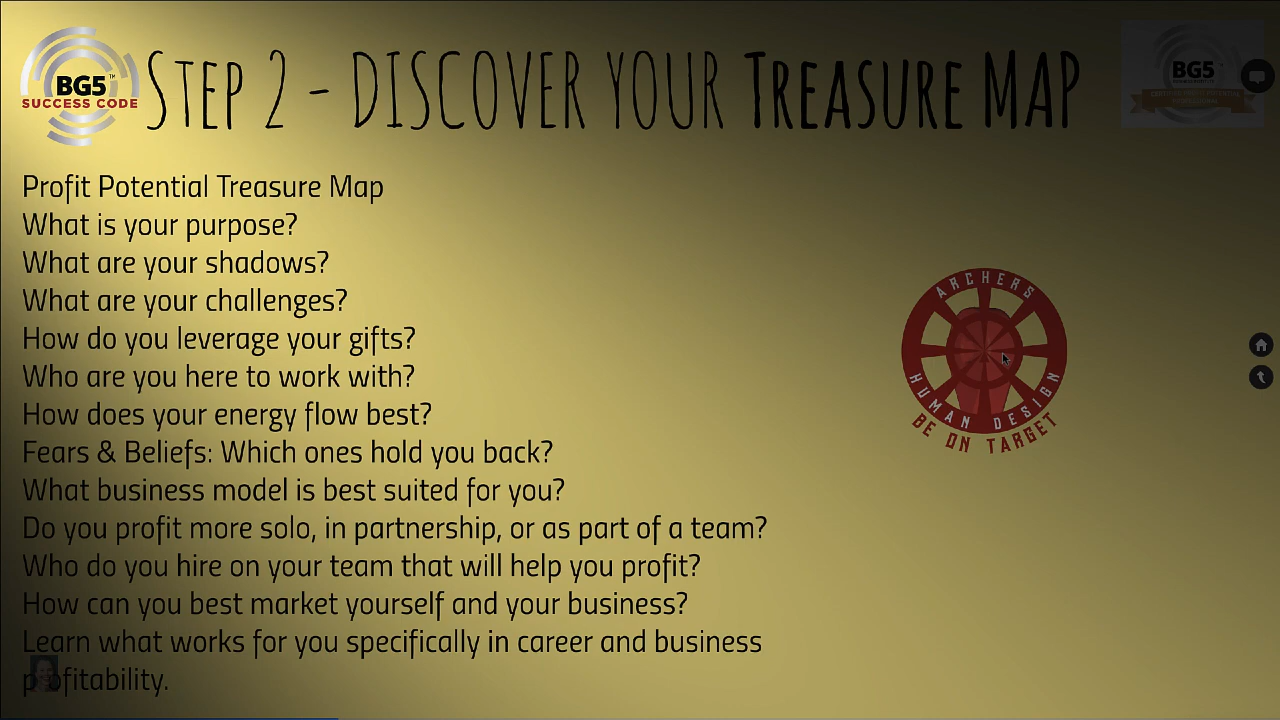 BG5™
SUCCESS CODE
STEP 2 - DISCOVER YOUR TREASURE MAP
BG5
Profit Potential Treasure Map
What is your purpose?
What are your shadows?
What are your challenges?
How do you leverage your gifts?
Who are you here to work with?
How does your energy flow best?
Fears & Beliefs: Which ones hold you back?
What business model is best suited for you?
Do you profit more solo, in partnership, or as part of a team?
Who do you hire on your team that will help you profit?
How can you best market yourself and your business?
Learn what works for you specifically in career and business
profitability.
ARCHERS
HUMAN DESIGN
BE ON TARGET